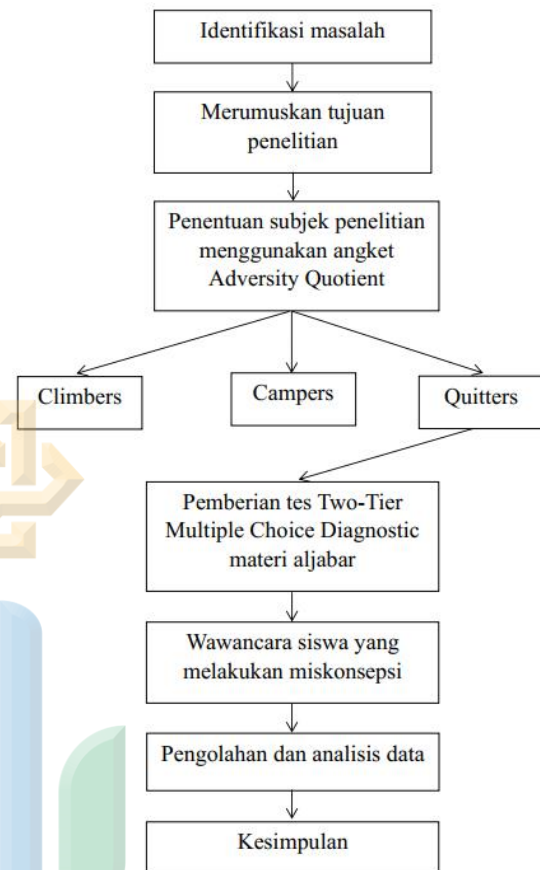 Identifikasi masalah
Merumuskan tujuan
penelitian
Penentuan subjek penelitian
menggunakan angket
Adversity Quotient
Climbers
Campers
Quitters
Pemberian tes Two-Tier
Multiple Choice Diagnostic
materi aljabar
Wawancara siswa yang
melakukan miskonsepsi
Pengolahan dan analisis data
Kesimpulan